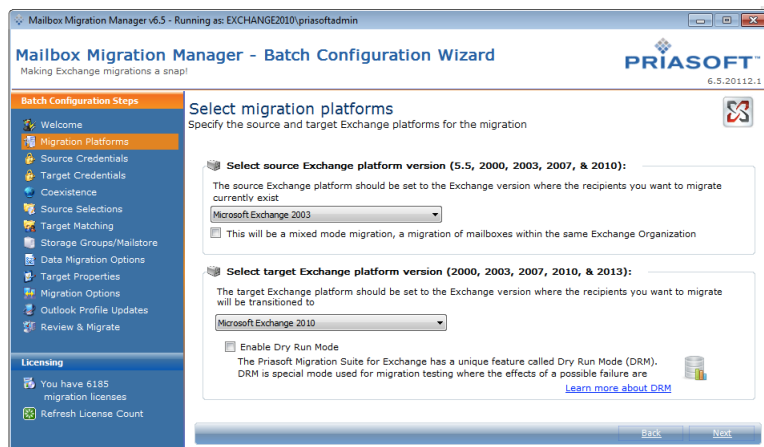 Mailbox Migration Manager v6.5 - Running as: EXCHANGE2010\priasoftadmin
Mailbox Migration Manager - Batch Configuration Wizard
Making Exchange migrations a snap!
PRIASOFT™
6.5.20112.1
Batch Configuration Steps
Welcome
Migration Platforms
Source Credentials
Target Credentials
Coexistence
Source Selections
Target Matching
Storage Groups/Mailstore
Data Migration Options
Target Properties
Migration Options
Outlook Profile Updates
Review & Migrate
Licensing
You have 6185
migration licenses
Refresh License Count
Select migration platforms
Specify the source and target Exchange platforms for the migration
Select source Exchange platform version (5.5, 2000, 2003, 2007, & 2010):
The source Exchange platform should be set to the Exchange version where the recipients you want to migrate
currently exist
Microsoft Exchange 2003
This will be a mixed mode migration, a migration of mailboxes within the same Exchange Organization
Select target Exchange platform version (2000, 2003, 2007, 2010, & 2013):
The target Exchange platform should be set to the Exchange version where the recipients you want to migrate
will be transitioned to
Microsoft Exchange 2010
Enable Dry Run Mode
The Priasoft Migration Suite for Exchange has a unique feature called Dry Run Mode (DRM).
DRM is special mode used for migration testing where the effects of a possible failure are
Learn more about DRM
Back Next